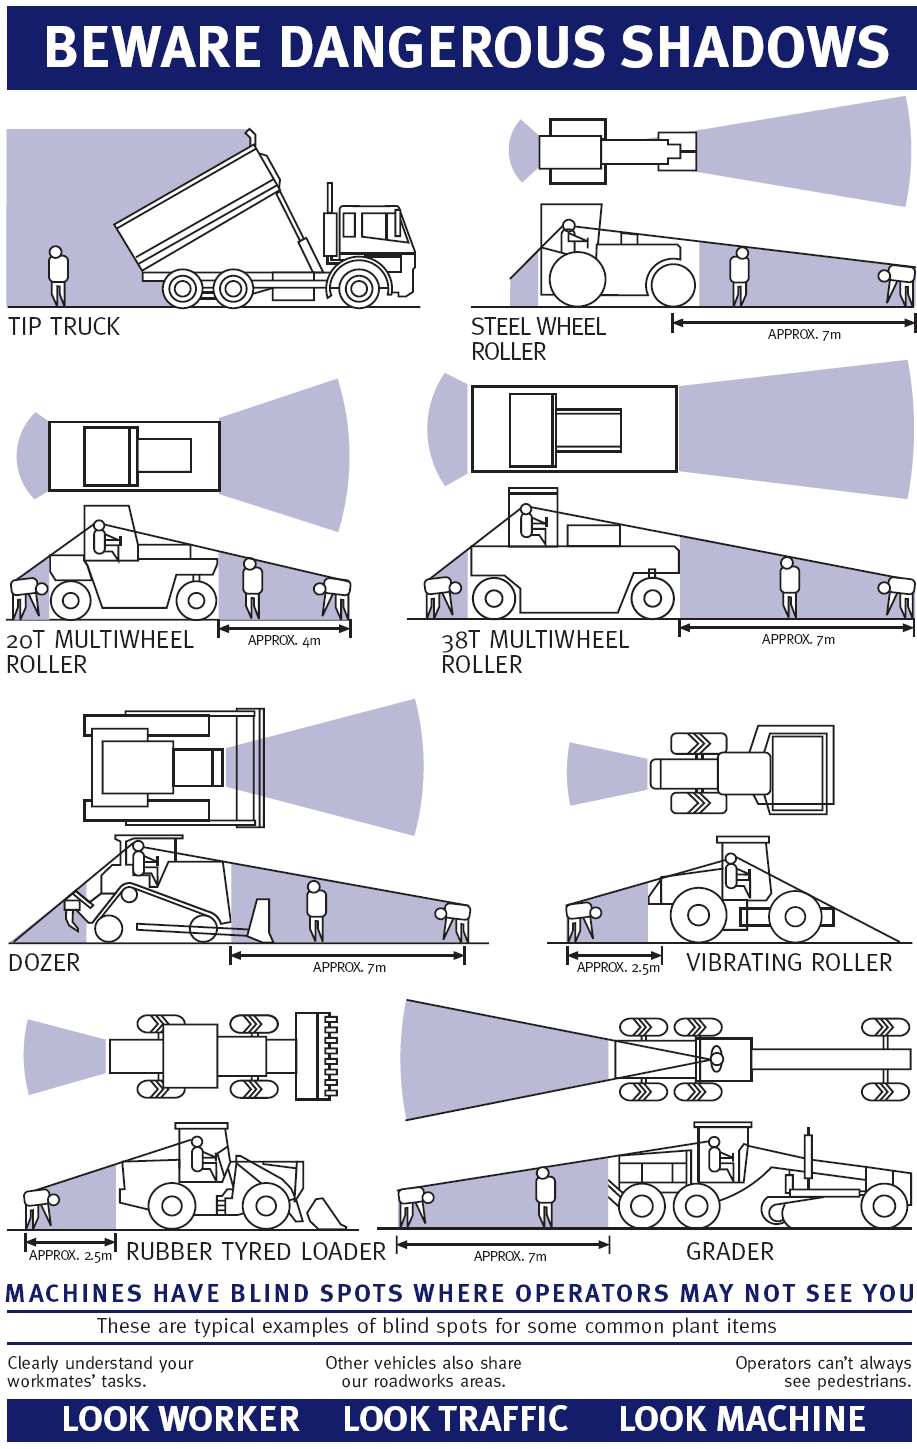 BEWARE DANGEROUS SHADOWS
TIP TRUCK
STEEL WHEEL
ROLLER
APPROX. 7m
20T MULTIWHEEL
ROLLER
APPROX. 4m
38T MULTIWHEEL
ROLLER
APPROX. 7m
DOZER
APPROX. 7m
APPROX. 2.5m
VIBRATING ROLLER
APPROX. 2.5m
RUBBER TYRED LOADER
APPROX. 7m
GRADER
MACHINES HAVE BLIND SPOTS WHERE OPERATORS MAY NOT SEE YOU
These are typical examples of blind spots for some common plant items
Clearly understand your
workmates' tasks.
Other vehicles also share
our roadworks areas.
Operators can't always
see pedestrians.
LOOK WORKER LOOK TRAFFIC LOOK MACHINE